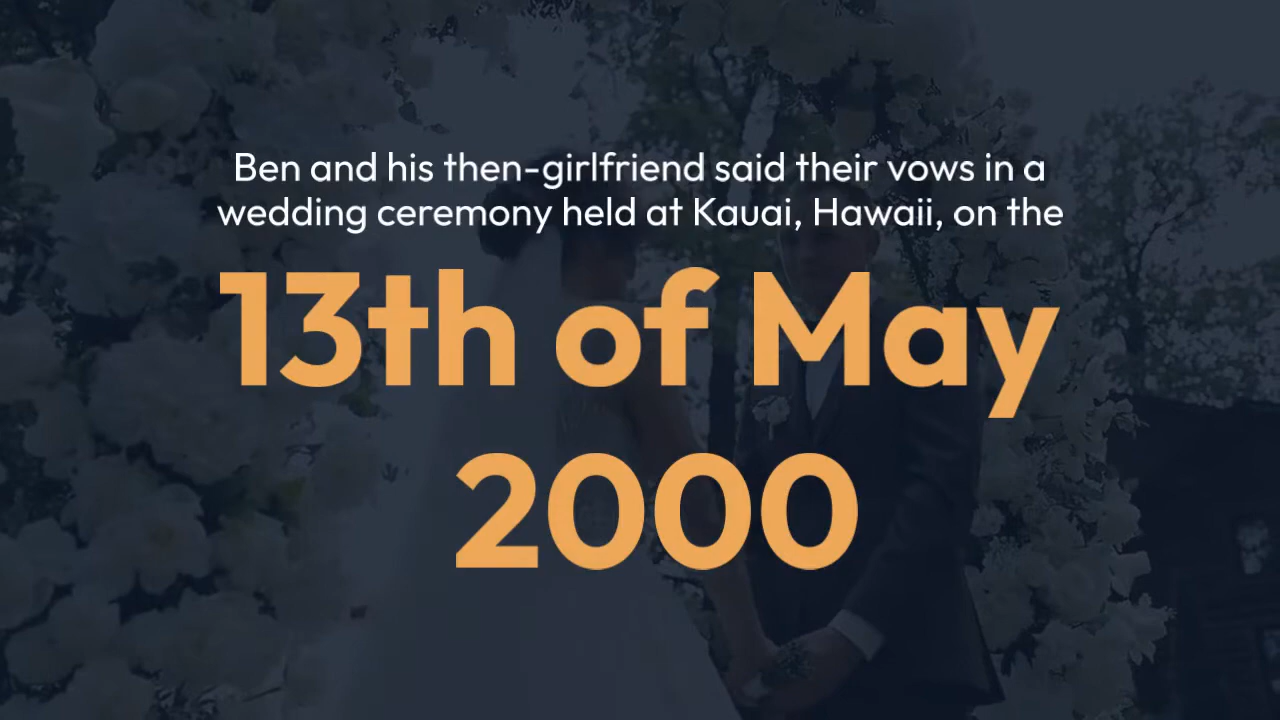 Ben and his then-girlfriend said their vows in a
wedding ceremony held at Kauai, Hawaii, on the
13th of May
2000